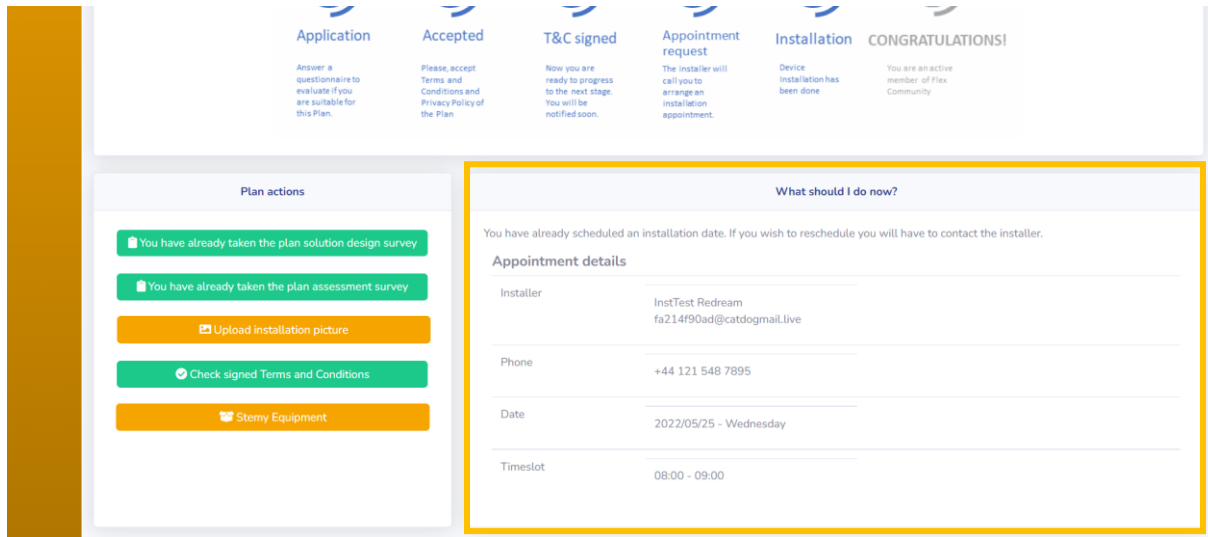 Application
Answer a
questionnaire to
evaluate if you
are suitable for
this Plan.
Accepted
Please, accept
Terms and
Conditions and
Privacy Policy of
the Plan
T&C signed
Now you are
ready to progress
to the next stage.
You will be
notified soon.
Appointment
request
The installer will
call you to
arrange an
installation
appointment.
Installation
Device
Installation has
been done
CONGRATULATIONS!
You are an active
member of Flex
Community
Plan actions
You have already taken the plan solution design survey
You have already taken the plan assessment survey
Upload installation picture
Check signed Terms and Conditions
Stemy Equipment
What should I do now?
You have already scheduled an installation date. If you wish to reschedule you will have to contact the installer.
Appointment details
Installer
InstTest Redream
fa214f90ad@catdogmail.live
Phone
+44 121 548 7895
Date
2022/05/25 - Wednesday
Timeslot
08:00 - 09:00